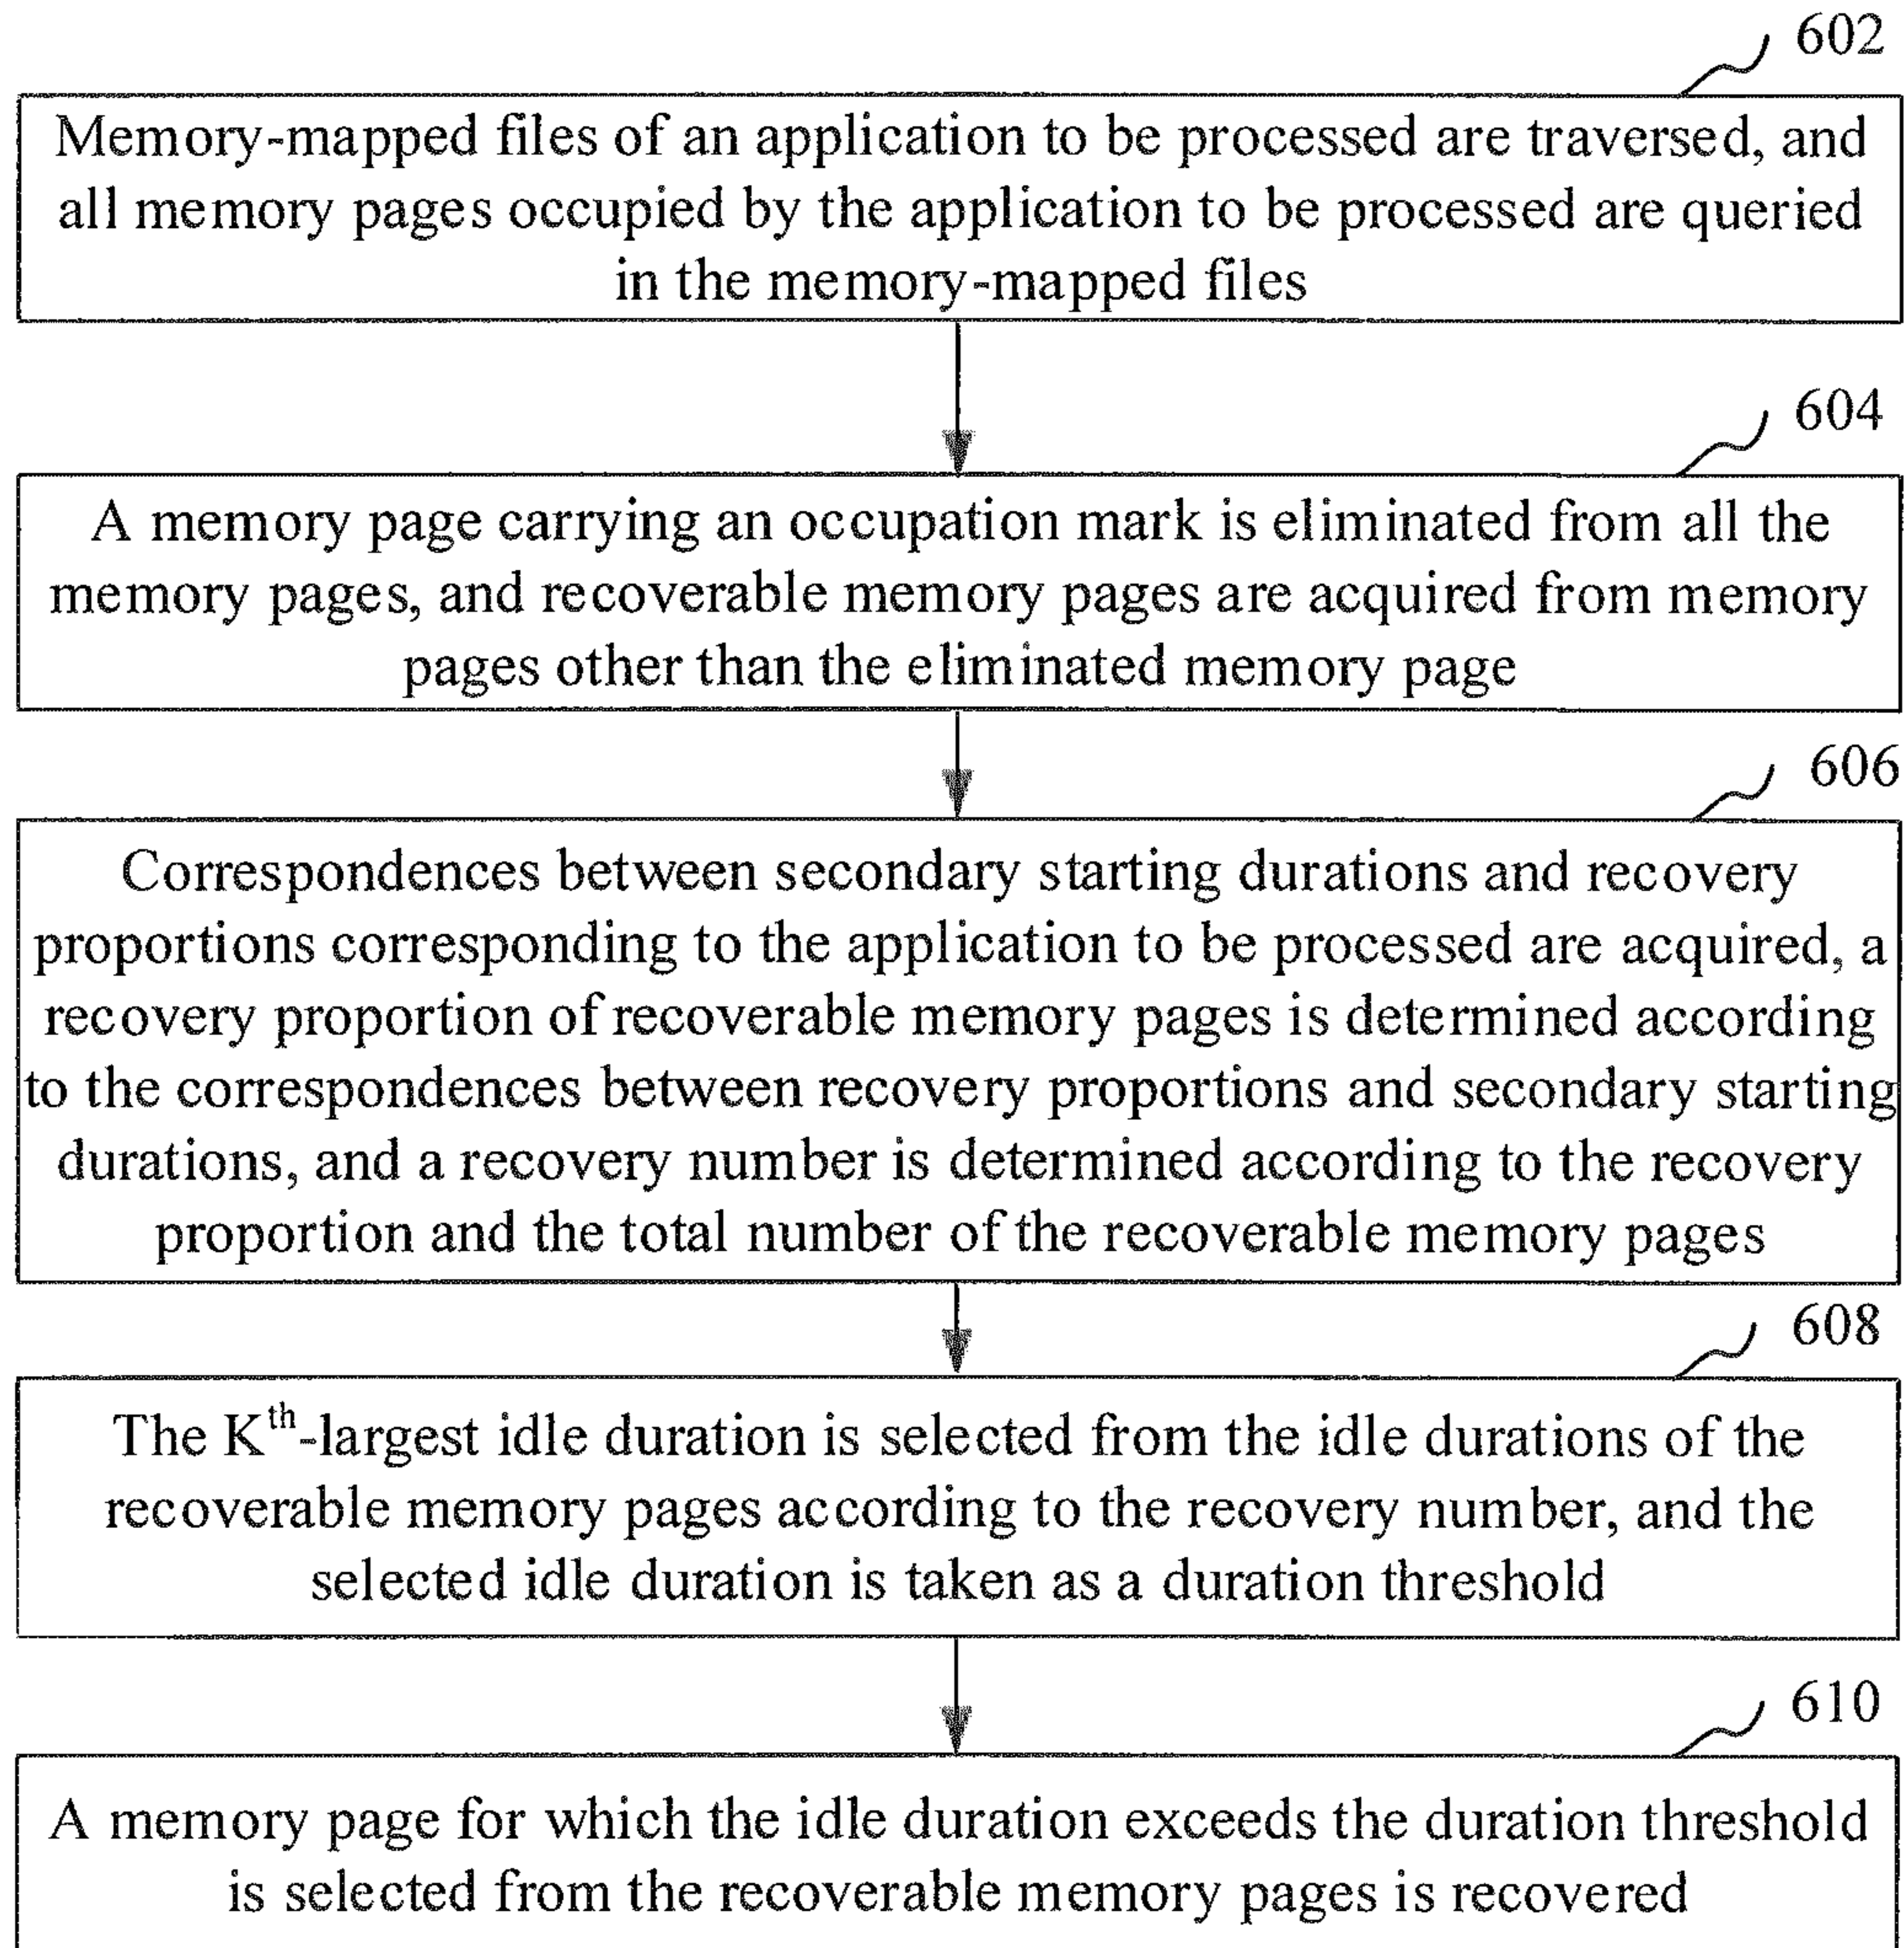 602
Memory-mapped files of an application to be processed are traversed, and
all memory pages occupied by the application to be processed are queried
in the memory-mapped files
604
A memory page carrying an occupation mark is eliminated from all the
memory pages, and recoverable memory pages are acquired from memory
pages other than the eliminated memory page
606
Correspondences between secondary starting durations and recovery
proportions corresponding to the application to be processed are acquired, a
recovery proportion of recoverable memory pages is determined according
to the correspondences between recovery proportions and secondary starting
durations, and a recovery number is determined according to the recovery
proportion and the total number of the recoverable memory pages
608
The Kth-largest idle duration is selected from the idle durations of the
recoverable memory pages according to the recovery number, and the
selected idle duration is taken as a duration threshold
610
A memory page for which the idle duration exceeds the duration threshold
is selected from the recoverable memory pages is recovered